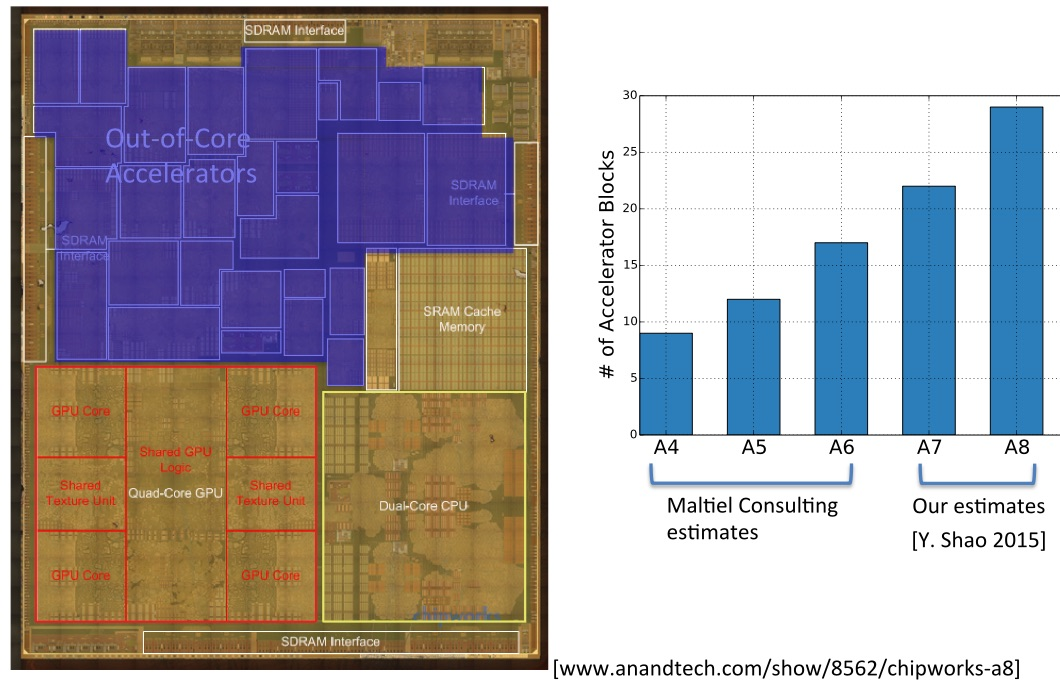 SDRAM Interface
Out-of-Core
Accelerators
SDRAM
Interface
SDRAM
Interface
SRAM Cache
Memory
GPU Core
GPU Core
Shared GPU
Logic
Shared
Texture Unit
Quad-Core GPU
Shared
Texture Unit
Dual-Core CPU
GPU Core
GPU Core
chipworks
SDRAM Interface
# of Accelerator Blocks
30
25
20
15
10
5
0
A4 A5 A6 A7 A8
Maltiel Consulting
estimates
Our estimates
[Y. Shao 2015]
[www.anandtech.com/show/8562/chipworks-a8]